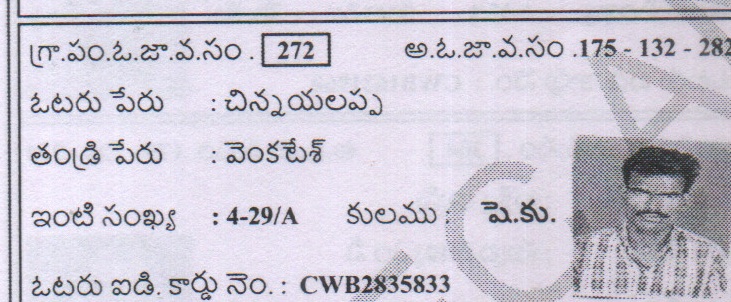 గ్రా.పం.ఓ.జా.వ.సం . 272 అ.ఓ.జా.వ.సం .175 - 132 - 282
ఓటరు పేరు : చిన్నయలప్ప
తండ్రి పేరు : వెంకటేశ్
ఇంటి సంఖ్య : 4-29/A కులము : షె.కు.
ఓటరు ఐడి. కార్డు నెం. : CWB2835833